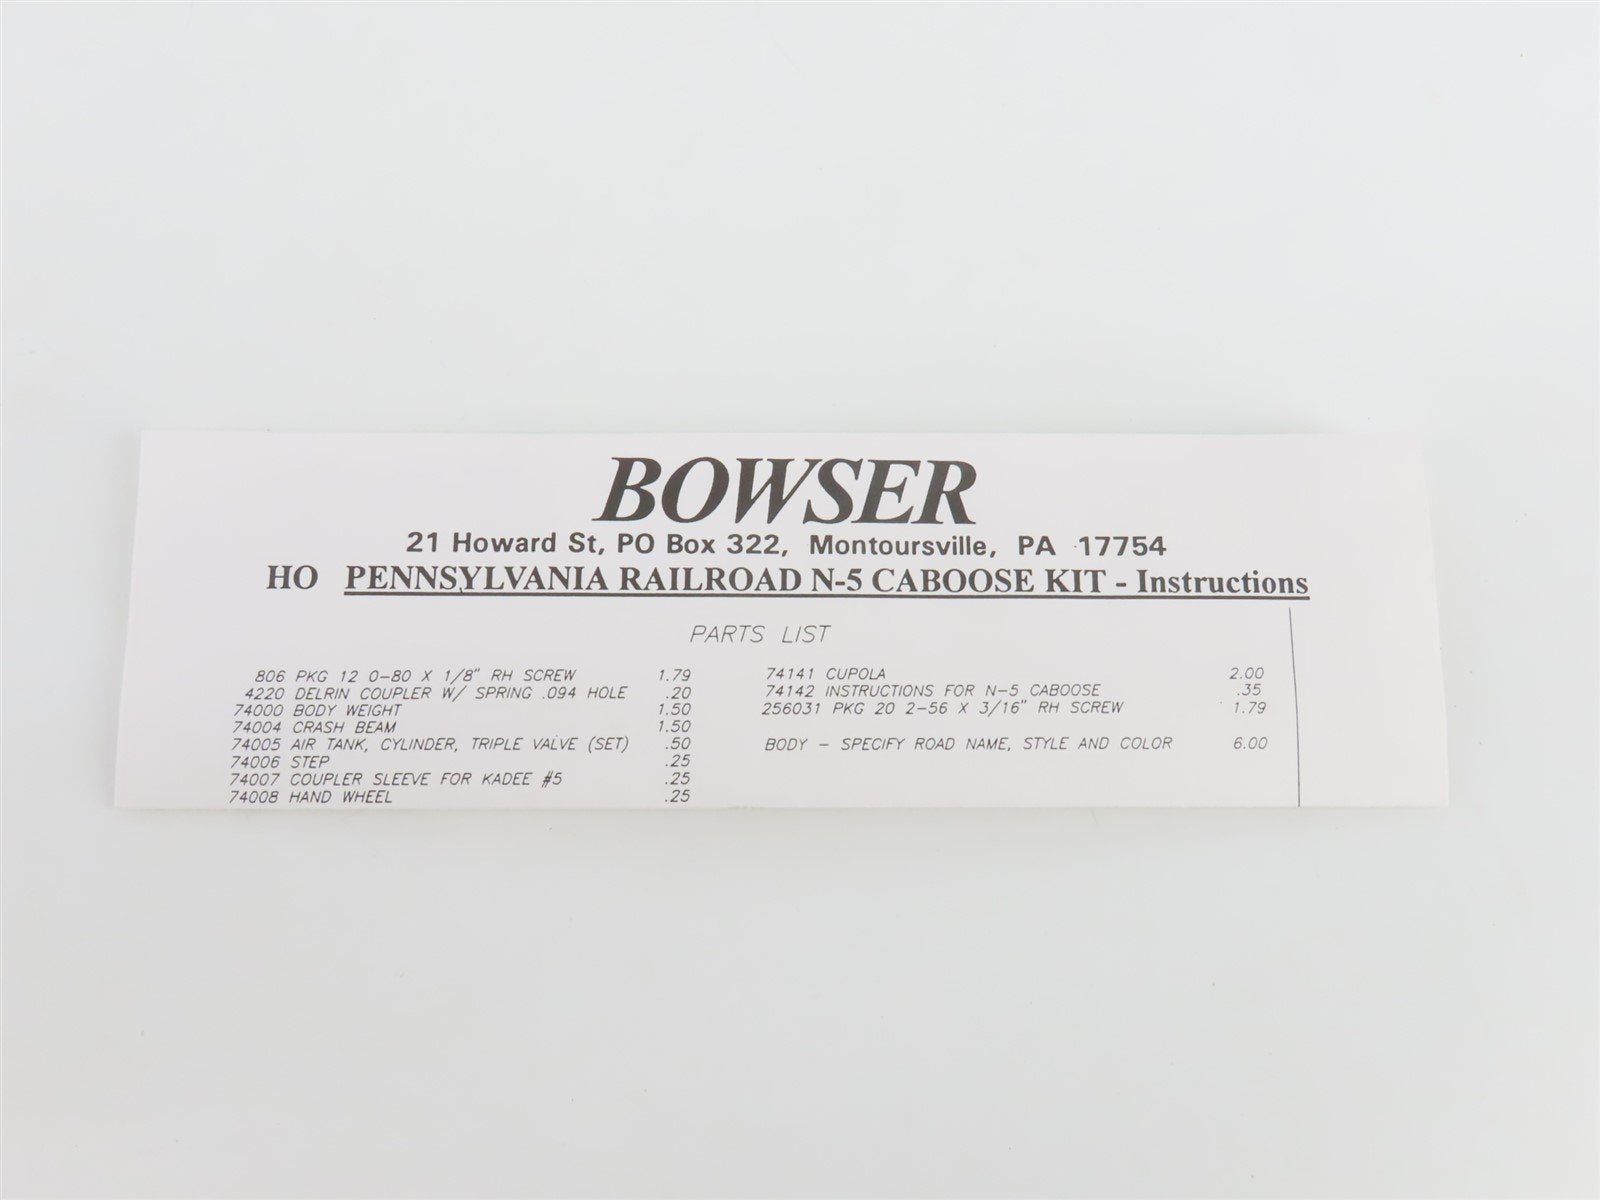 BOWSER
21 Howard St, PO Box 322, Montoursville, PA 17754
HO PENNSYLVANIA RAILROAD N-5 CABOOSE KIT - Instructions
PARTS LIST
806 PKG 12 0-80 X 1/8" RH SCREW 1.79
4220 DELRIN COUPLER W/ SPRING .094 HOLE .20
74000 BODY WEIGHT 1.50
74004 CRASH BEAM 1.50
74005 AIR TANK, CYLINDER, TRIPLE VALVE (SET) .50
74006 STEP .25
74007 COUPLER SLEEVE FOR KADEE #5 .25
74008 HAND WHEEL .25
74141 CUPOLA 2.00
74142 INSTRUCTIONS FOR N-5 CABOOSE .35
256031 PKG 20 2-56 X 3/16" RH SCREW 1.79
BODY - SPECIFY ROAD NAME, STYLE AND COLOR 6.00